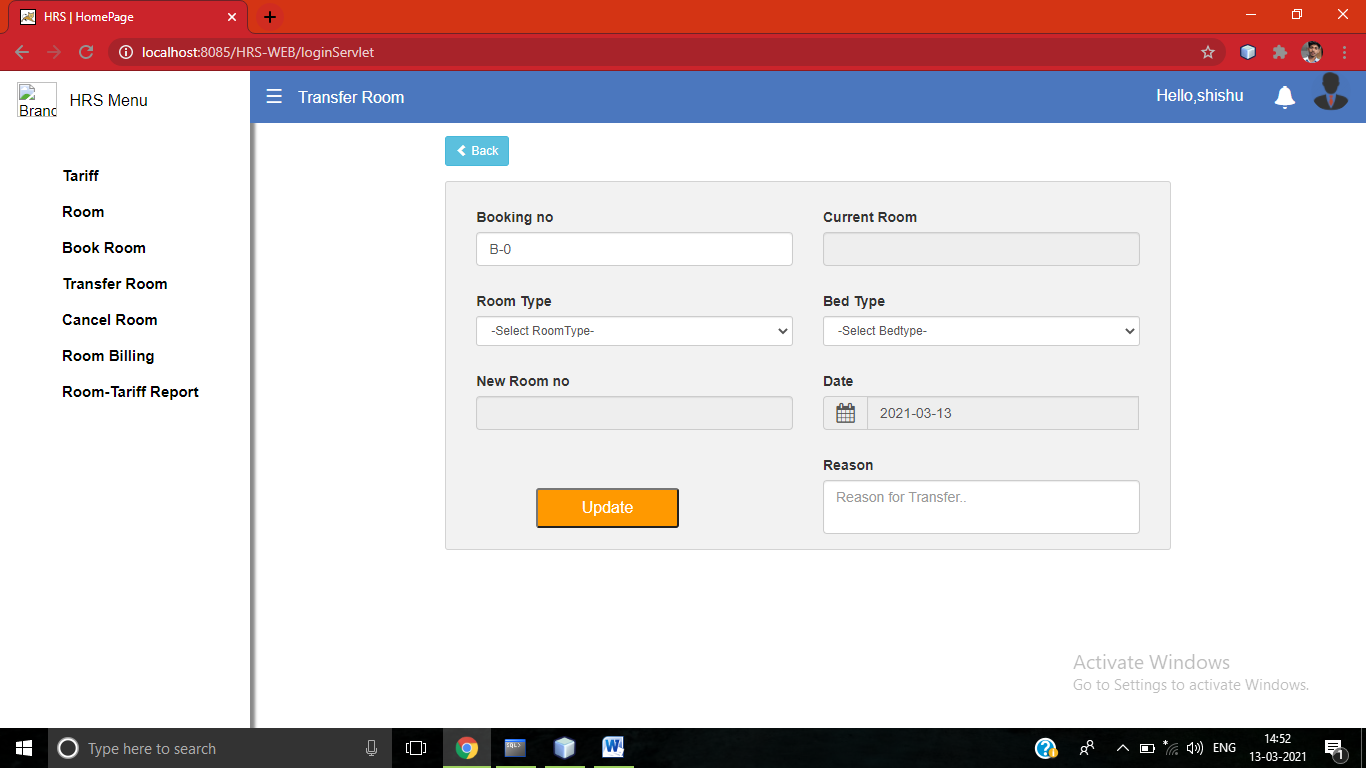 HRS | HomePage
localhost:8085/HRS-WEB/loginServlet
Branc
HRS Menu
Transfer Room
Hello,shishu
Tariff
Room
Book Room
Transfer Room
Cancel Room
Room Billing
Room-Tariff Report
Back
Booking no
Current Room
B-0
Room Type
Bed Type
-Select RoomType-
-Select Bedtype-
New Room no
Date
2021-03-13
Reason
Reason for Transfer..
Update
Activate Windows
Go to Settings to activate Windows.
Type here to search
SQL>
W
ENG
14:52
13-03-2021
1